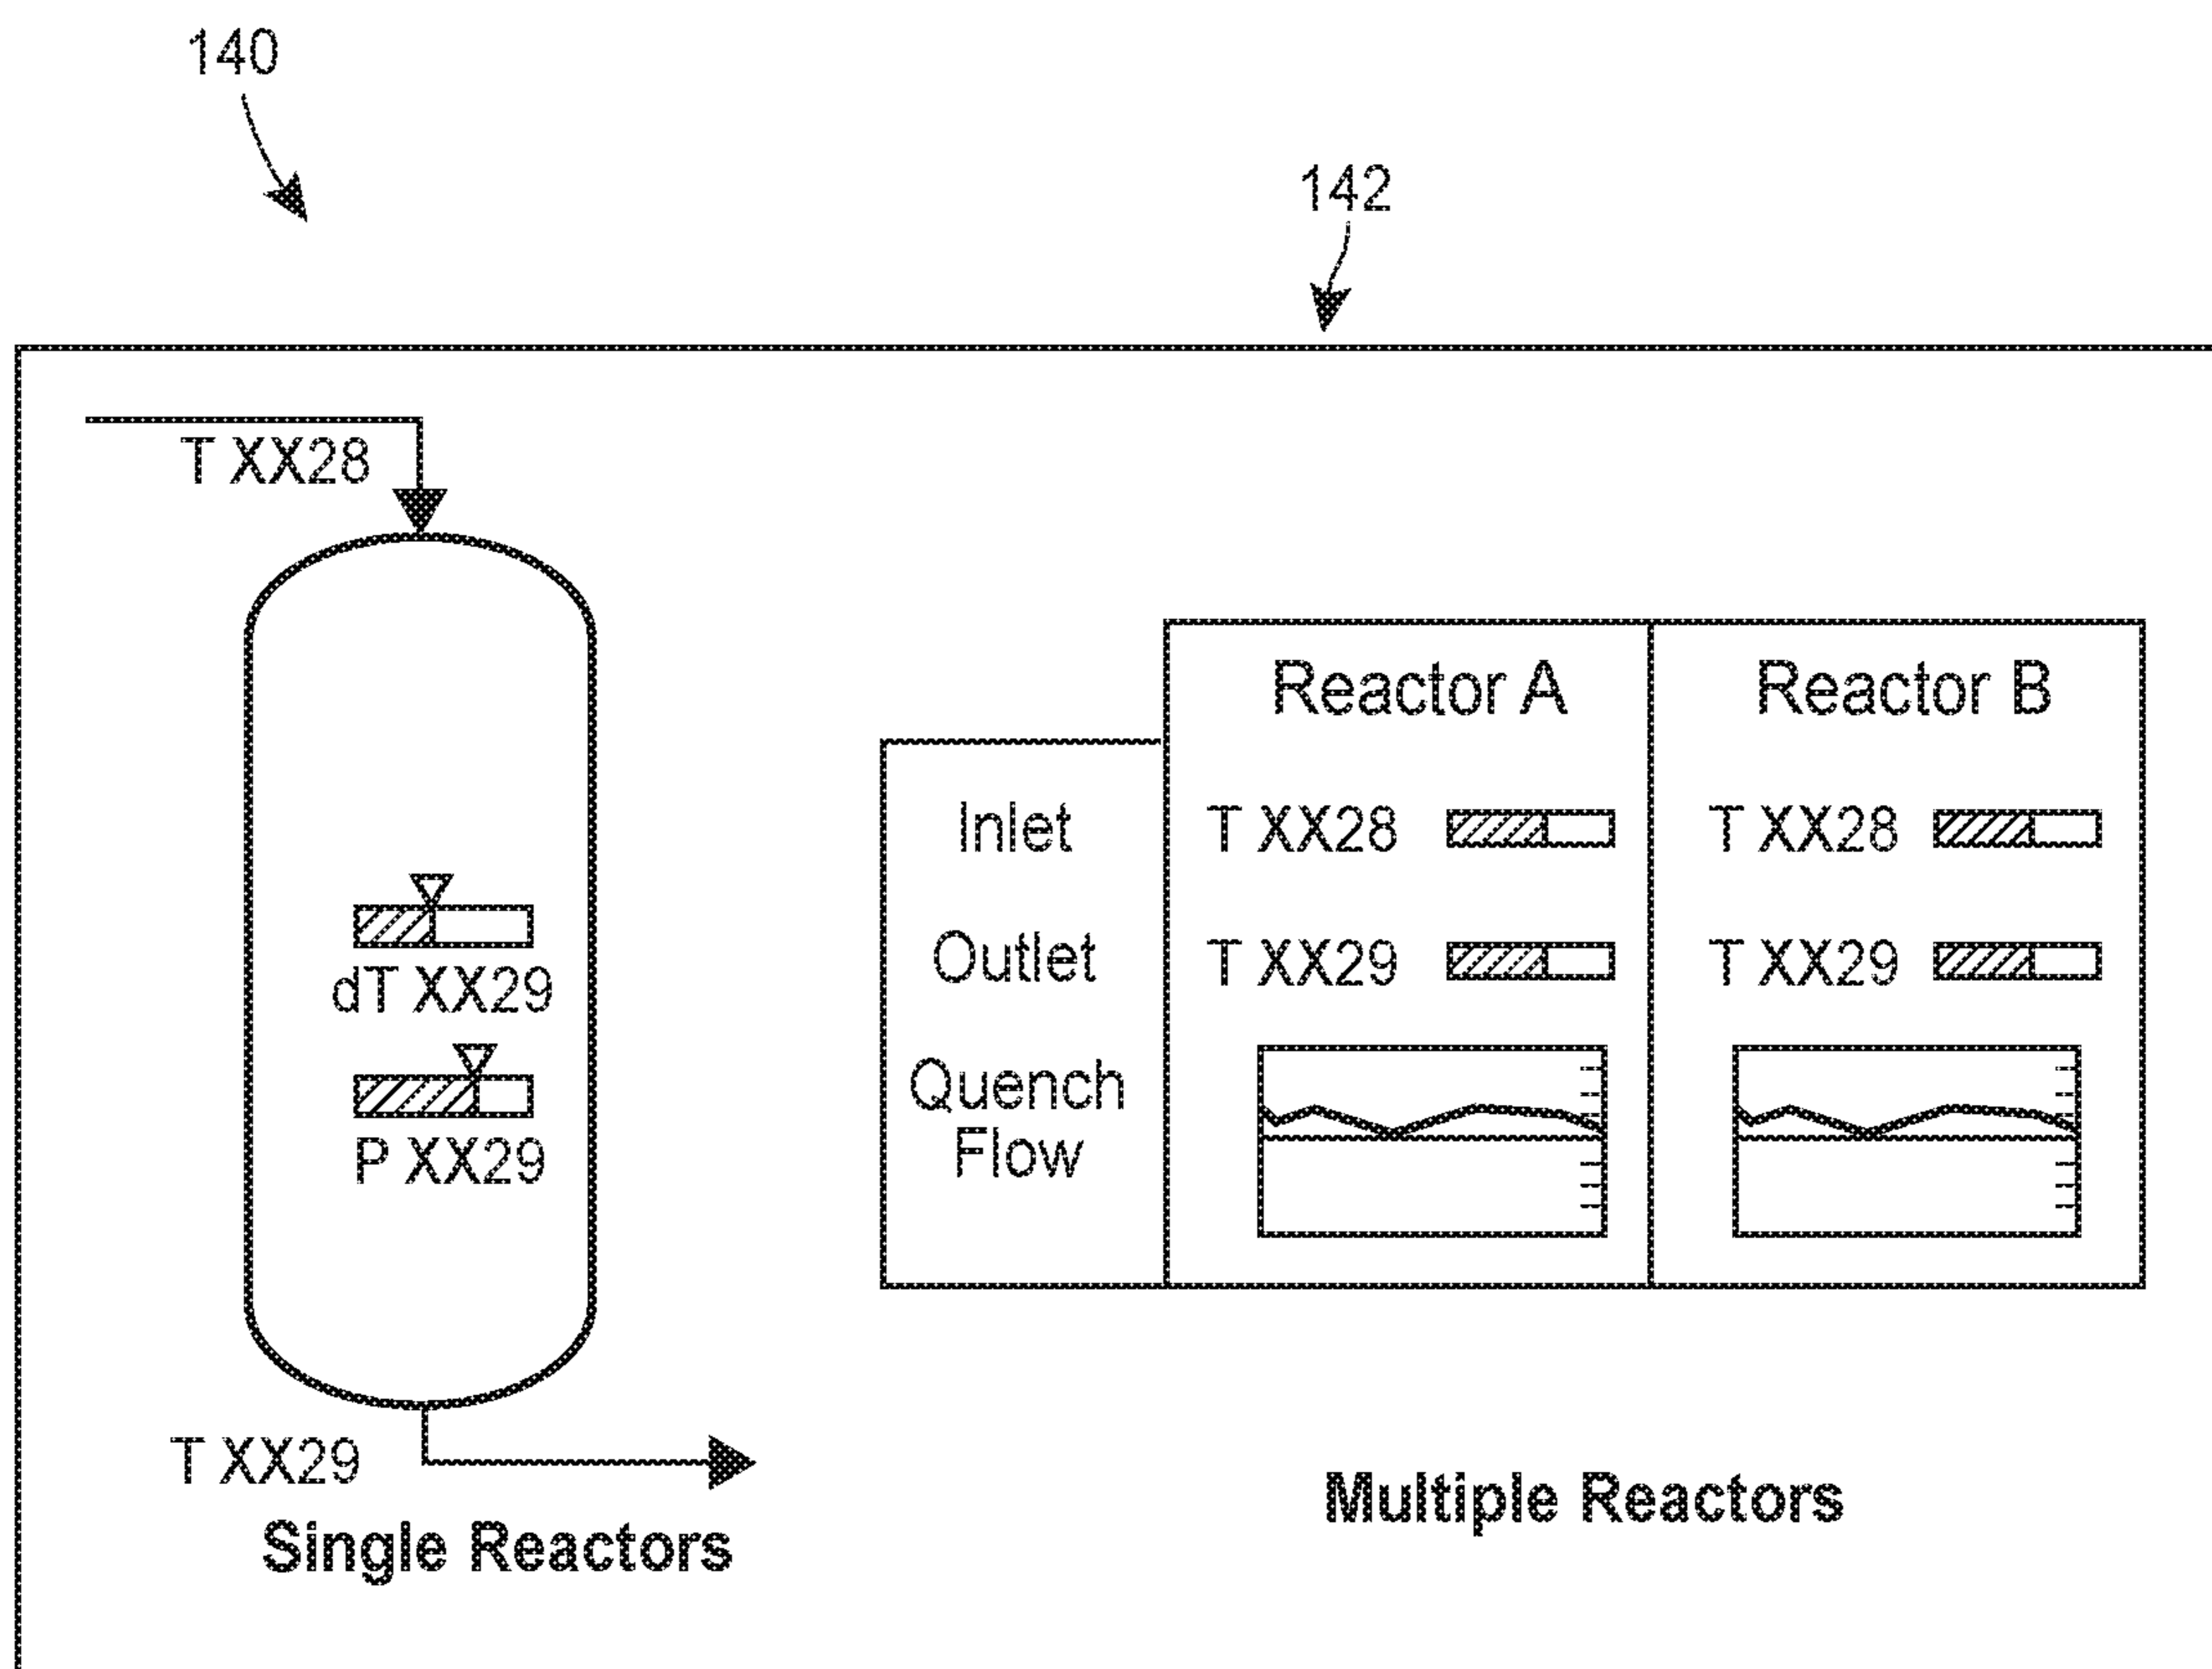 140
142
T XX28
dT XX29
P XX29
T XX29
Single Reactors
Reactor A
Reactor B
Inlet
T XX28
T XX28
Outlet
T XX29
T XX29
Quench
Flow
Multiple Reactors